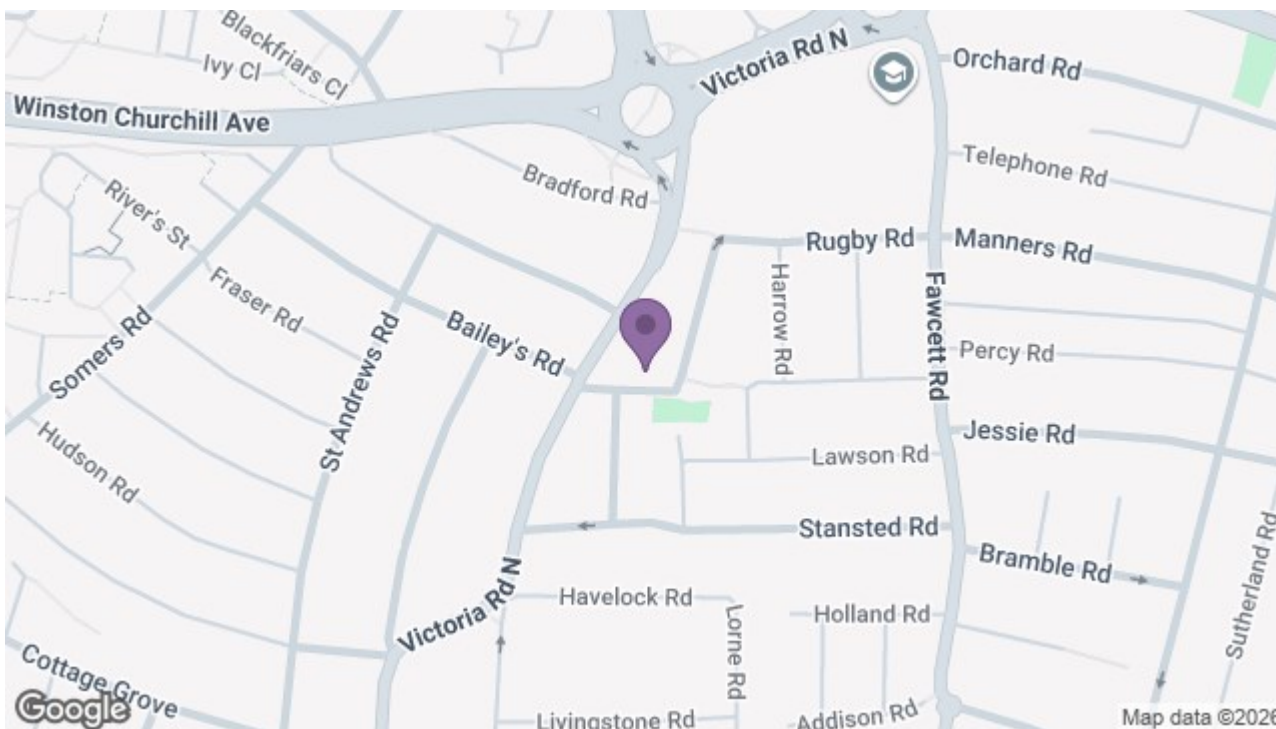 Blackfriars Cl
Ivy Cl
Victoria Rd N
Orchard Rd
Winston Churchill Ave
Telephone Rd
Bradford Rd
River's St
Rugby Rd
Manners Rd
Fraser Rd
Harrow Rd
Fawcett Rd
Somers Rd
Bailey's Rd
St Andrews Rd
Percy Rd
Jessie Rd
Hudson Rd
Lawson Rd
Stansted Rd
Bramble Rd
Sutherland Rd
Victoria Rd N
Havelock Rd
Lorne Rd
Holland Rd
Cottage Grove
Livingstone Rd
Addison Rd
Google
Map data ©2026